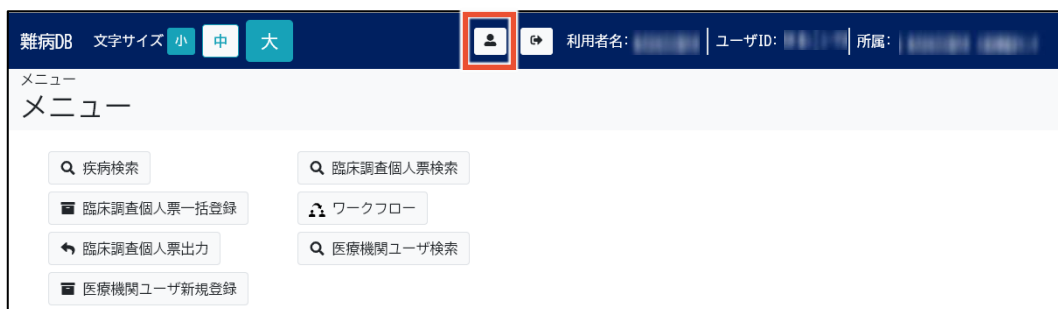 難病DB 文字サイズ 小 中 大 利用者名: ユーザID: 所属:
メニュー
メニュー
疾病検索 臨床調査個人票検索
臨床調査個人票一括登録 ワークフロー
臨床調査個人票出力 医療機関ユーザ検索
医療機関ユーザ新規登録